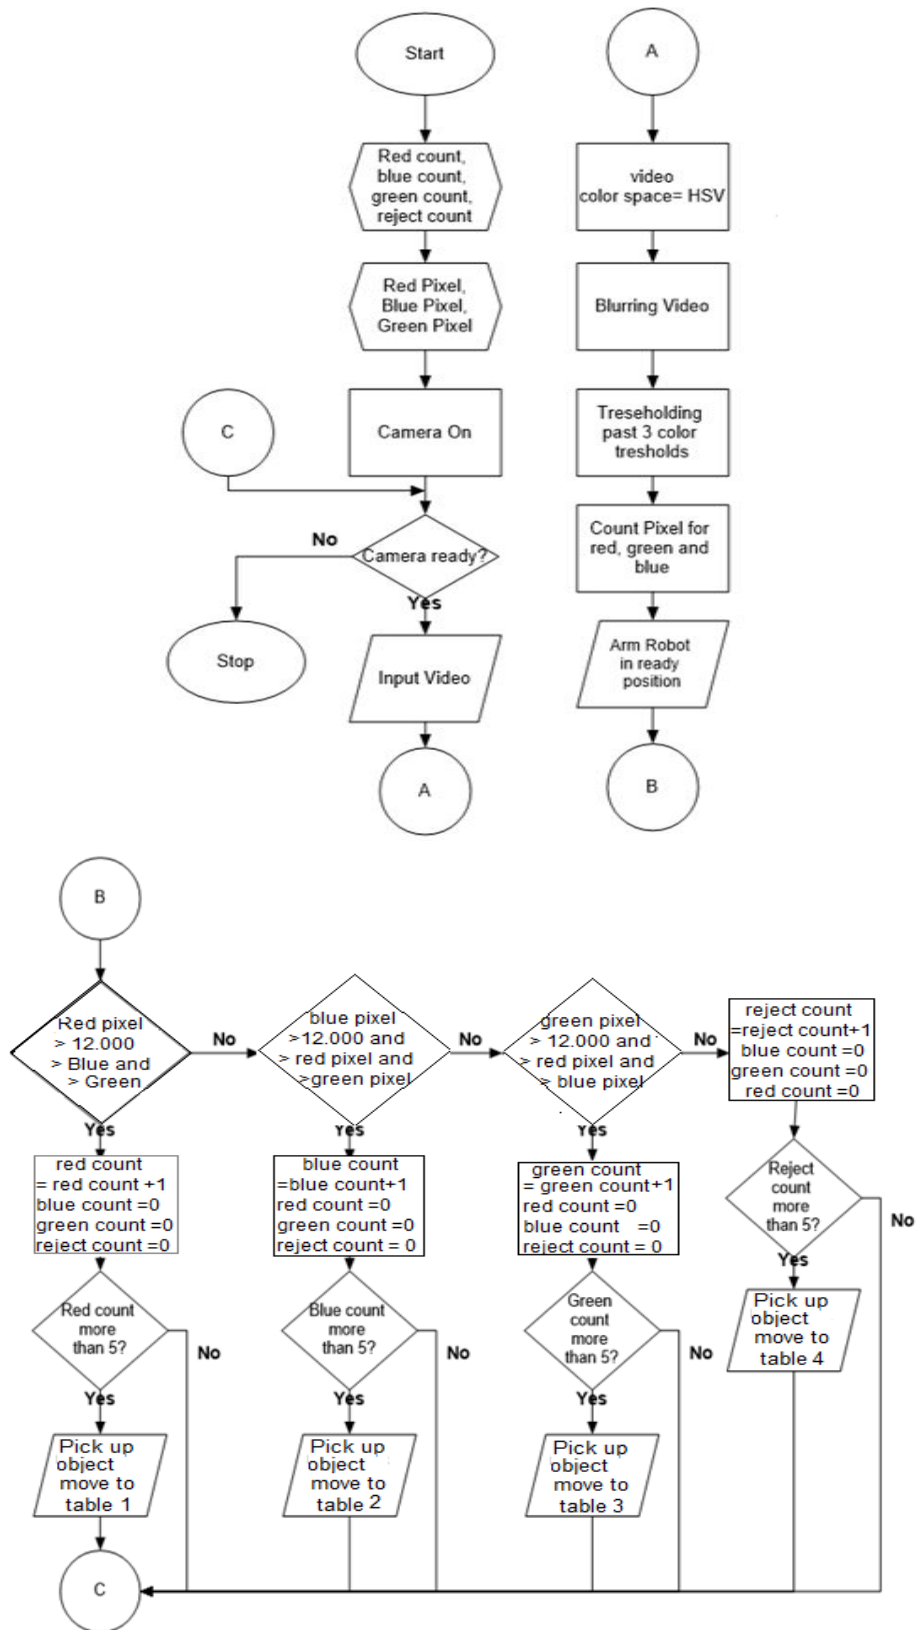 Start
Red count,
blue count,
green count,
reject count
Red Pixel,
Blue Pixel,
Green Pixel
C
Camera On
No
Camera ready?
Yes
Stop
Input Video
A
A
video
color space= HSV
Blurring Video
Treseholding
past 3 color
tresholds
Count Pixel for
red, green and
blue
Arm Robot
in ready
position
B
B
Red pixel
> 12.000
> Blue and
> Green
No
Yes
blue pixel
>12.000 and
> red pixel and
>green pixel
No
Yes
green pixel
> 12.000 and
> red pixel and
> blue pixel
No
Yes
reject count
=reject count+1
blue count =0
green count =0
red count =0
red count
= red count +1
blue count =0
green count =0
reject count =0
blue count
=blue count+1
red count =0
green count =0
reject count = 0
green count
= green count+1
red count =0
blue count =0
reject count = 0
Reject
count
more
than 5?
No
Yes
Red count
more
than 5?
No
Yes
Blue count
more
than 5?
No
Yes
Green
count
more
than 5?
No
Yes
Pick up
object
move to
table 4
Pick up
object
move to
table 1
Pick up
object
move to
table 2
Pick up
object
move to
table 3
C